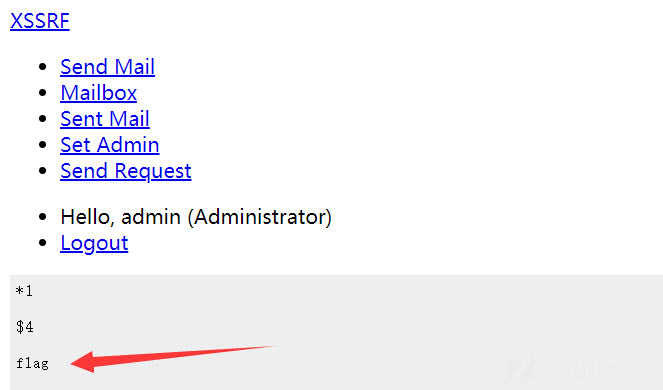 XSSRF
Send Mail
Mailbox
Sent Mail
Set Admin
Send Request
Hello, admin (Administrator)
Logout
*1
$4
flag